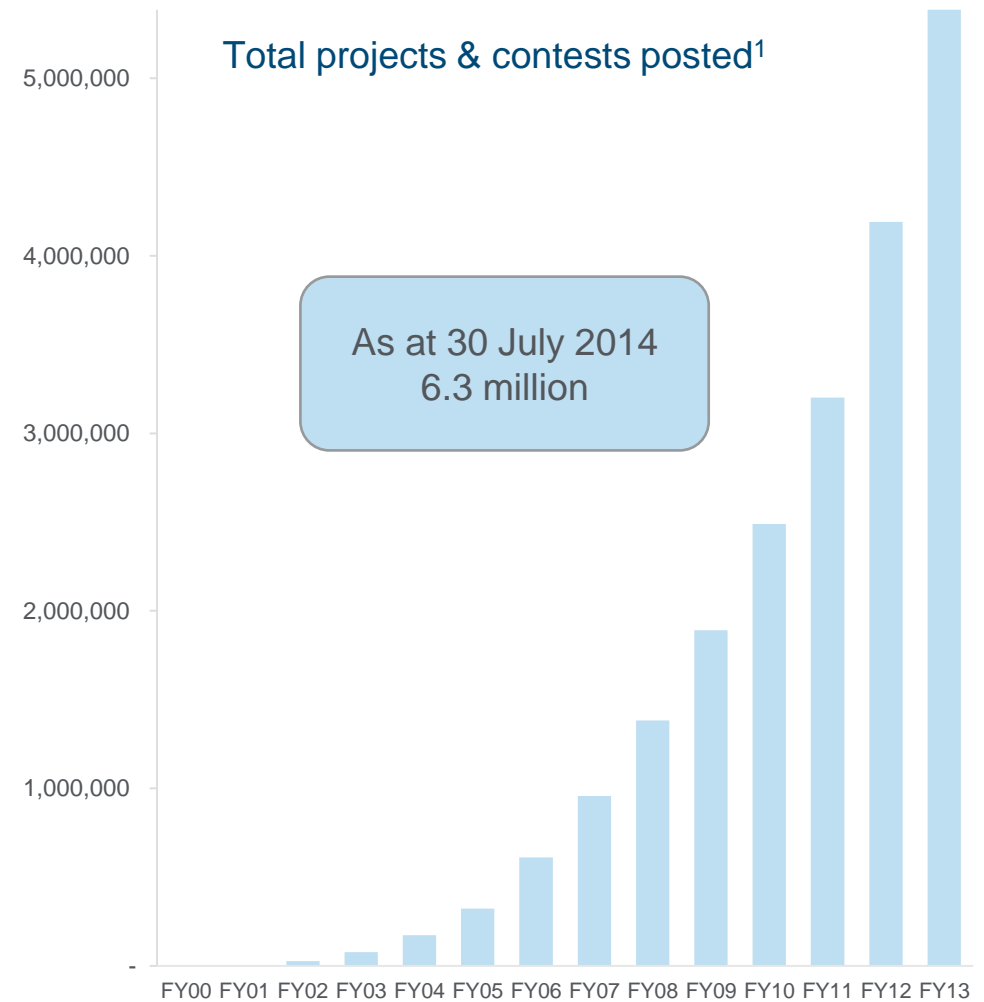 Total projects & contests posted¹
5,000,000
4,000,000
As at 30 July 2014
6.3 million
3,000,000
2,000,000
1,000,000
-
FY00 FY01 FY02 FY03 FY04 FY05 FY06 FY07 FY08 FY09 FY10 FY11 FY12 FY13